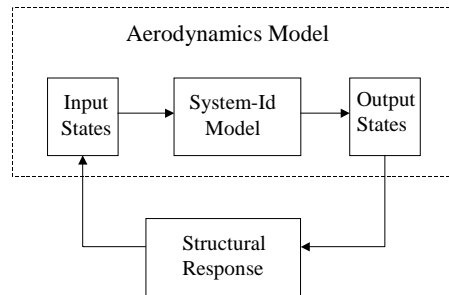 Aerodynamics Model
Input
States
System-Id
Model
Output
States
Structural
Response